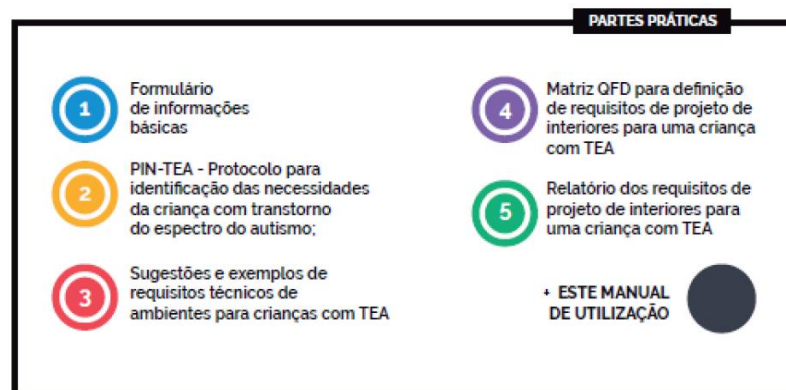 PARTES PRÁTICAS
1
Formulário
de informações
básicas
2
PIN-TEA - Protocolo para
identificação das necessidades
da criança com transtorno
do espectro do autismo;
3
Sugestões e exemplos de
requisitos técnicos de
ambientes para crianças com TEA
4
Matriz QFD para definição
de requisitos de projeto de
interiores para uma criança
com TEA
5
Relatório dos requisitos de
projeto de interiores para
uma criança com TEA
+ ESTE MANUAL
DE UTILIZAÇÃO